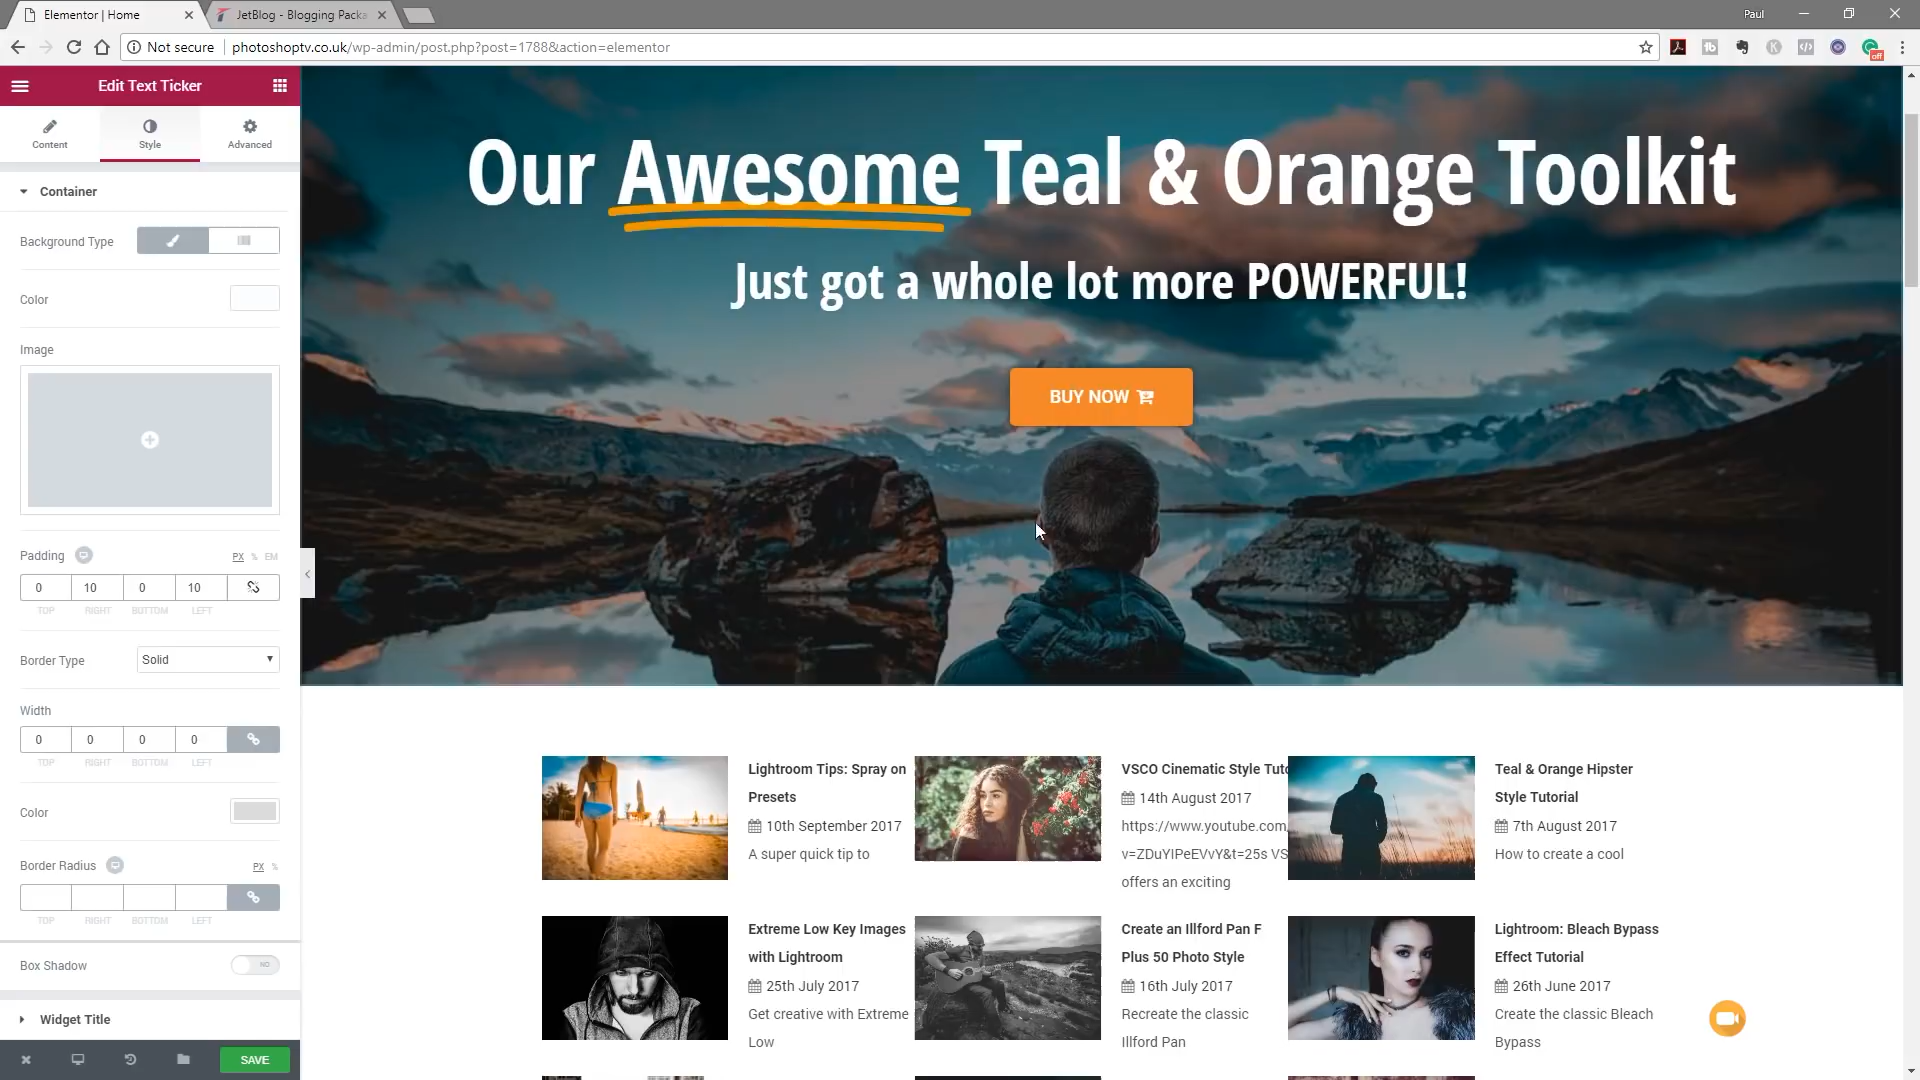 Elementor | Home
JetBlog - Blogging Packa
Paul
Not secure
photoshoptv.co.uk/wp-admin/post.php?post=1788&action=elementor
off
Edit Text Ticker
Content
Style
Advanced
Container
Background Type
Color
Image
Padding
PX % EM
0 10 0 10
TOP RIGHT BOTTOM LEFT
Border Type
Solid
Width
0 0 0 0
TOP RIGHT BOTTOM LEFT
Color
Border Radius
PX %
TOP RIGHT BOTTOM LEFT
Box Shadow
NO
Widget Title
SAVE
Our Awesome Teal & Orange Toolkit
Just got a whole lot more POWERFUL!
BUY NOW
Lightroom Tips: Spray on
Presets
10th September 2017
A super quick tip to
VSCO Cinematic Style Tuto
14th August 2017
https://www.youtube.com/
v=ZDuYIPeEVvY&t=25s VS
offers an exciting
Teal & Orange Hipster
Style Tutorial
7th August 2017
How to create a cool
Extreme Low Key Images
with Lightroom
25th July 2017
Get creative with Extreme
Low
Create an Illford Pan F
Plus 50 Photo Style
16th July 2017
Recreate the classic
Illford Pan
Lightroom: Bleach Bypass
Effect Tutorial
26th June 2017
Create the classic Bleach
Bypass